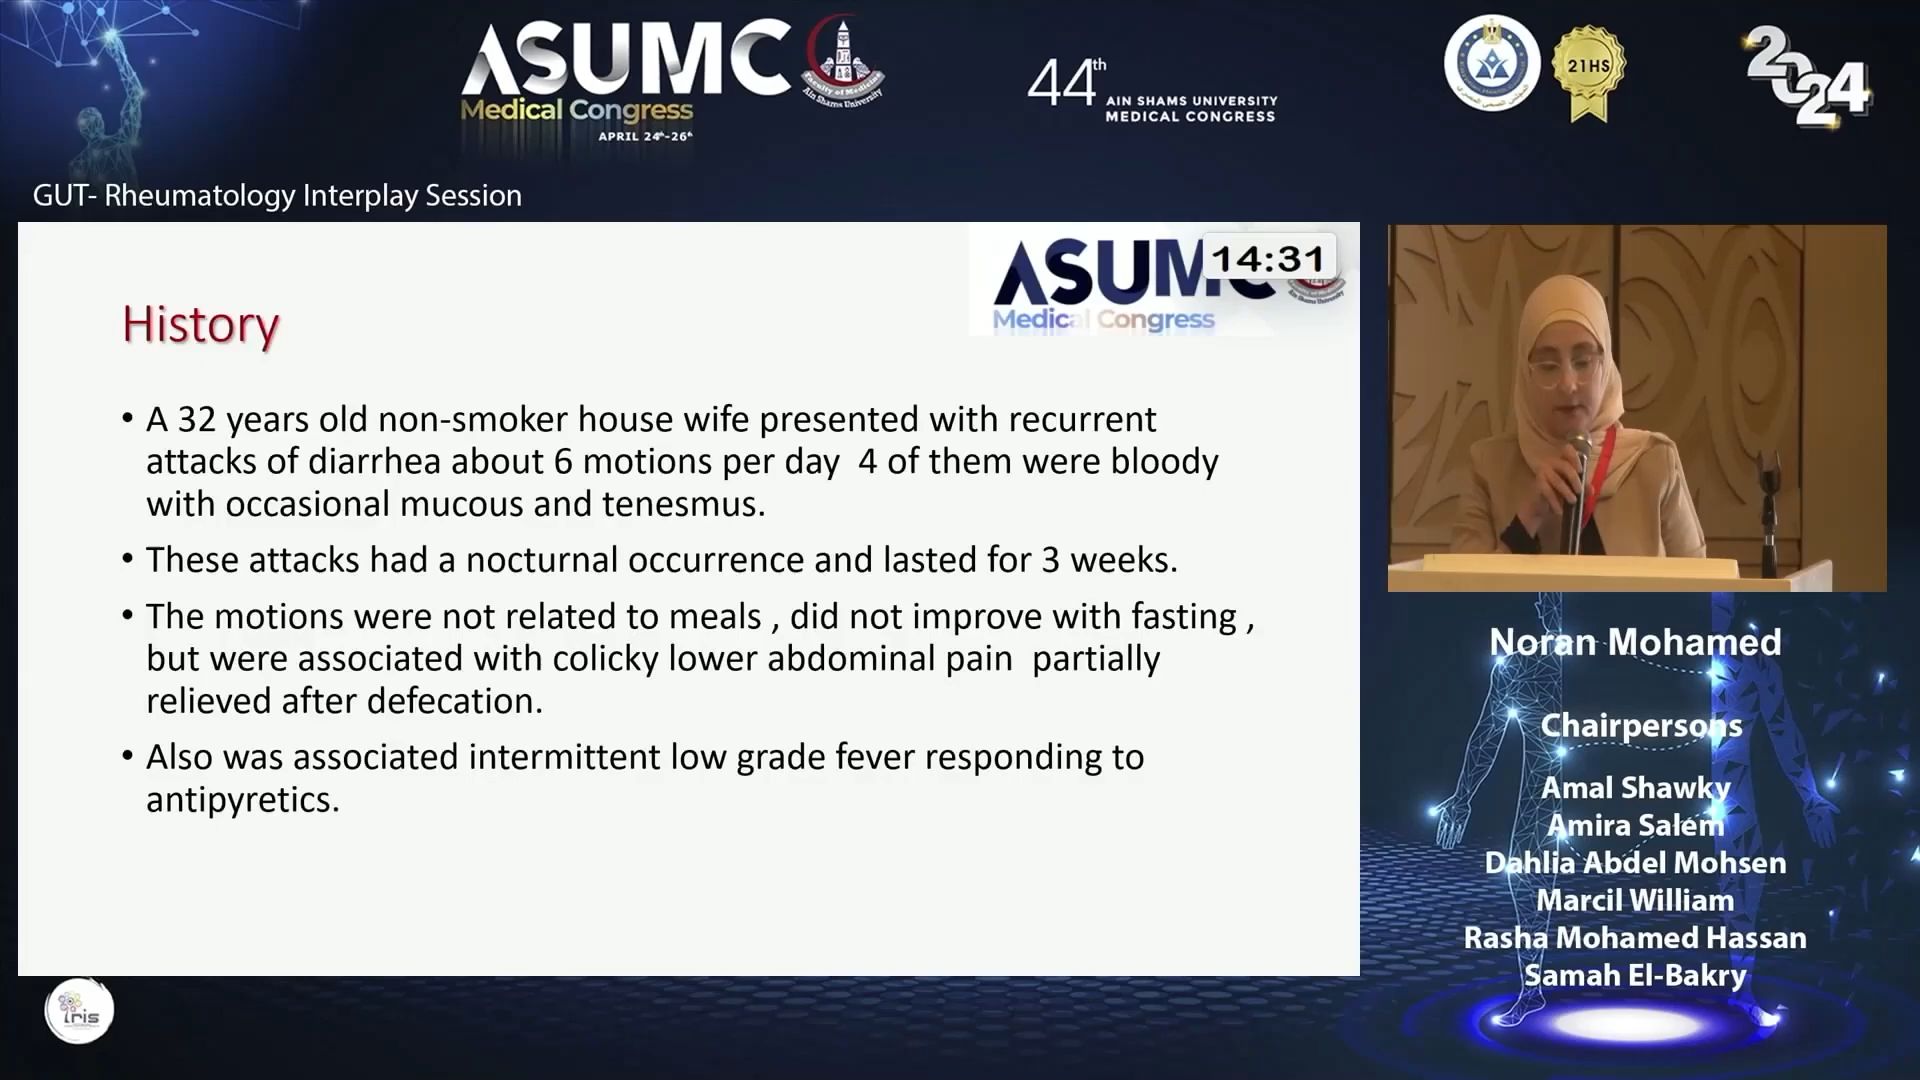 ASUMC
Medical Congress
APRIL 24th-26th
Faculty of Medicine
Ain Shams University
44th
AIN SHAMS UNIVERSITY
MEDICAL CONGRESS
21HS
2024
GUT- Rheumatology Interplay Session
ASUMC
14:31
Medical Congress
History
• A 32 years old non-smoker house wife presented with recurrent
attacks of diarrhea about 6 motions per day 4 of them were bloody
with occasional mucous and tenesmus.
• These attacks had a nocturnal occurrence and lasted for 3 weeks.
• The motions were not related to meals , did not improve with fasting ,
but were associated with colicky lower abdominal pain partially
relieved after defecation.
• Also was associated intermittent low grade fever responding to
antipyretics.
Noran Mohamed
Chairpersons
Amal Shawky
Amira Salem
Dahlia Abdel Mohsen
Marcil William
Rasha Mohamed Hassan
Samah El-Bakry
iris